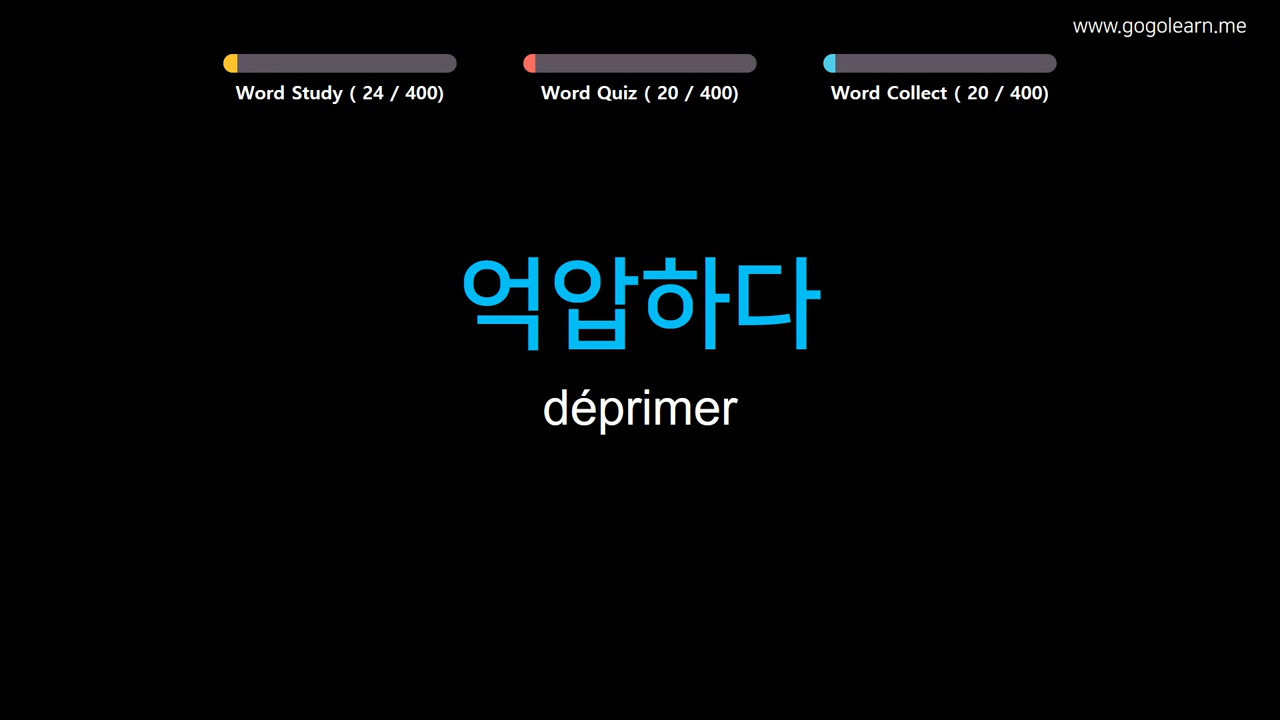 www.gogolearn.me
Word Study ( 24 / 400)
Word Quiz ( 20 / 400)
Word Collect ( 20 / 400)
억압하다
déprimer